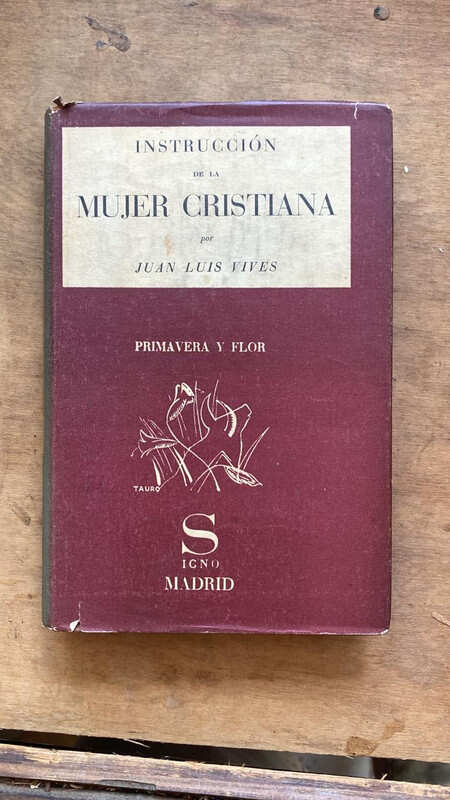 INSTRUCCIÓN
DE LA
MUJER CRISTIANA
por
JUAN LUIS VIVES
PRIMAVERA Y FLOR
TAURO
S
IGNO
MADRID